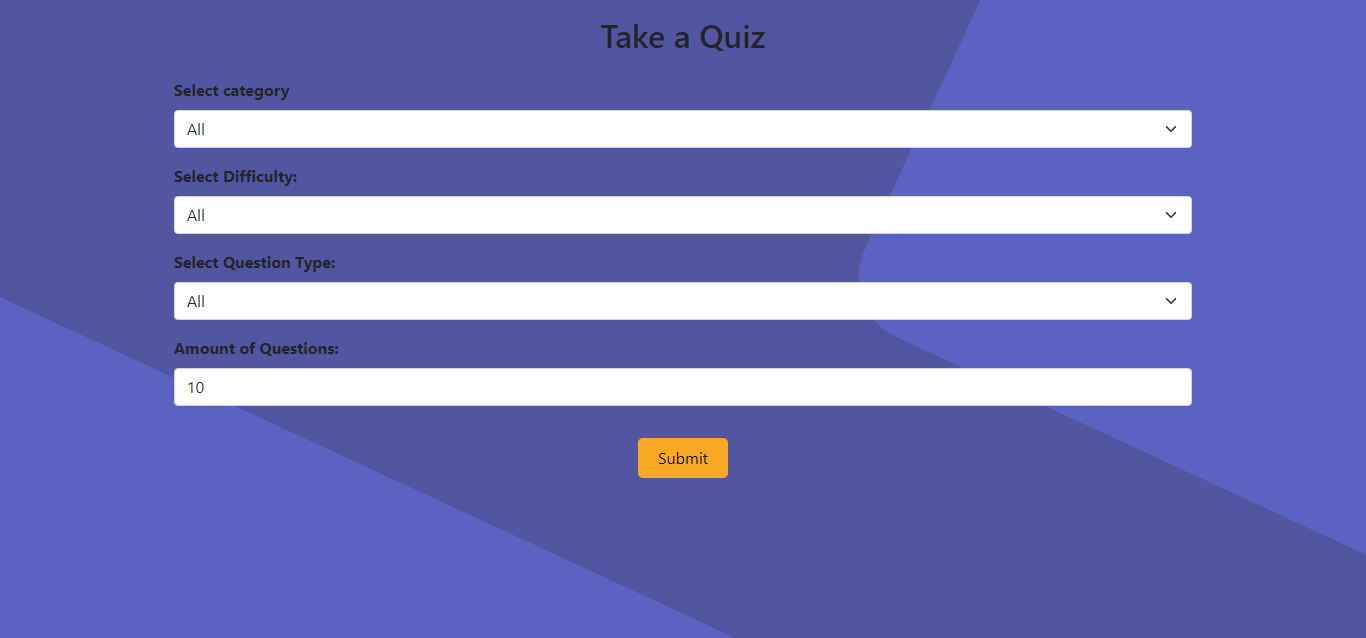 Take a Quiz
Select category
All
Select Difficulty:
All
Select Question Type:
All
Amount of Questions:
10
Submit